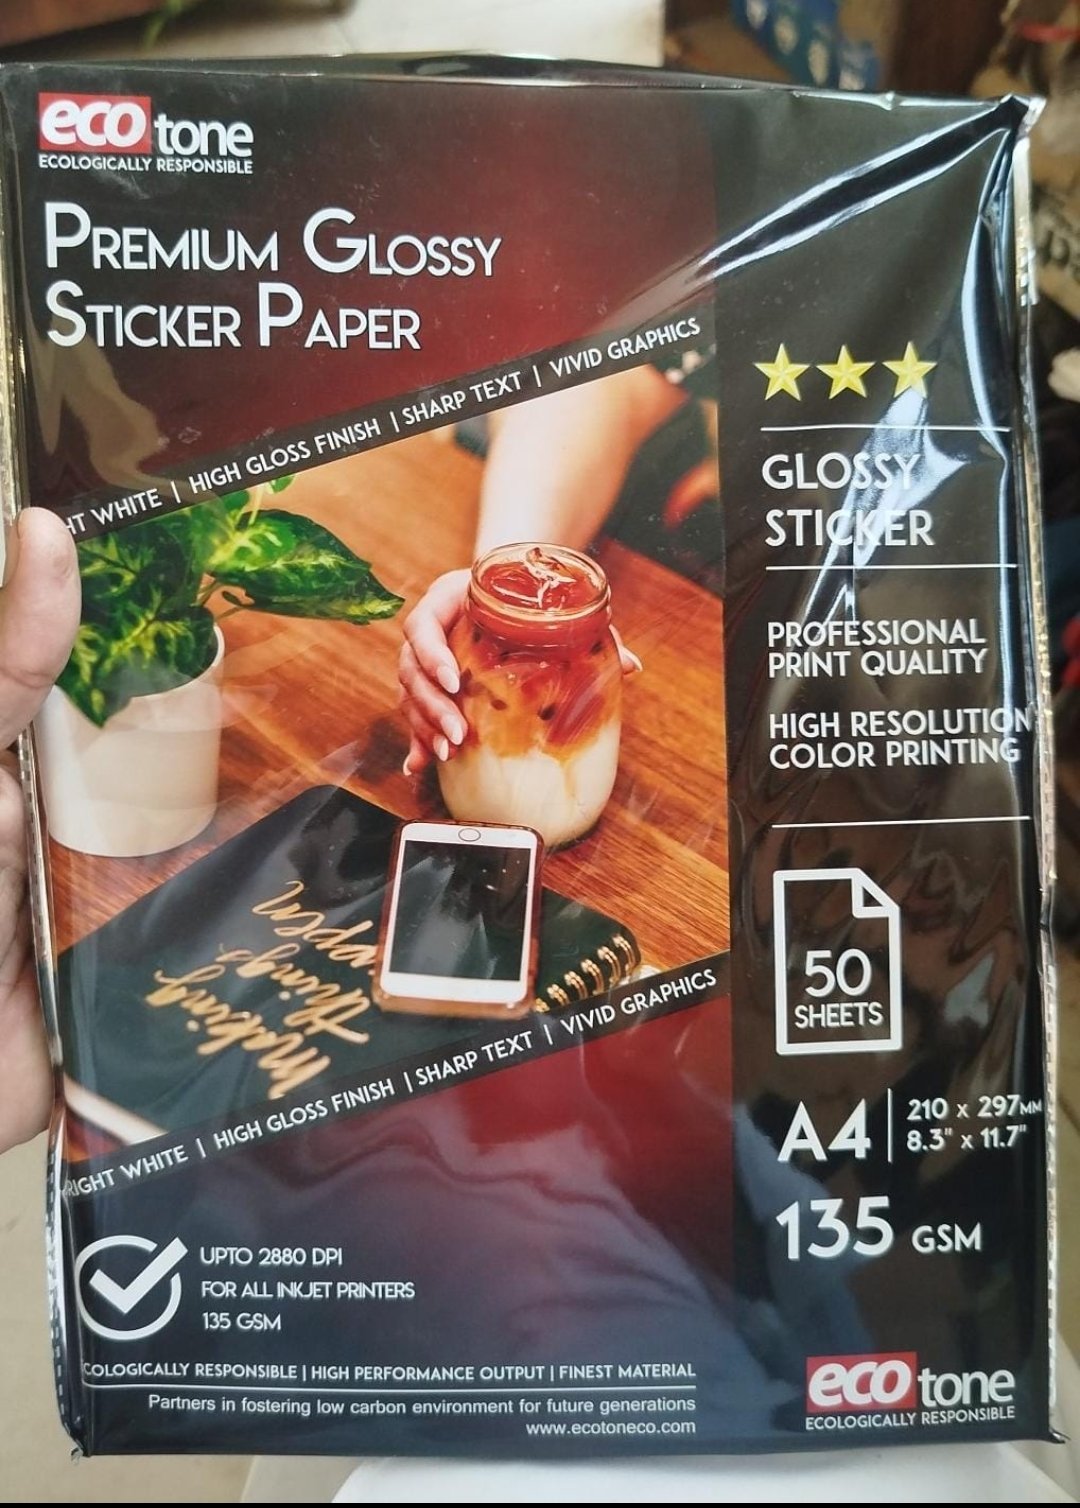 eco tone
ECOLOGICALLY RESPONSIBLE
PREMIUM GLOSSY
STICKER PAPER
HT WHITE | HIGH GLOSS FINISH | SHARP TEXT | VIVID GRAPHICS
GLOSSY
STICKER
PROFESSIONAL
PRINT QUALITY
HIGH RESOLUTION
COLOR PRINTING
making
things
happen
50
SHEETS
RIGHT WHITE | HIGH GLOSS FINISH | SHARP TEXT | VIVID GRAPHICS
A4 | 210 x 297MM
8.3" x 11.7"
135 GSM
UPTO 2880 DPI
FOR ALL INKJET PRINTERS
135 GSM
COLOGICALLY RESPONSIBLE | HIGH PERFORMANCE OUTPUT | FINEST MATERIAL
Partners in fostering low carbon environment for future generations
www.ecotoneco.com
eco tone
ECOLOGICALLY RESPONSIBLE